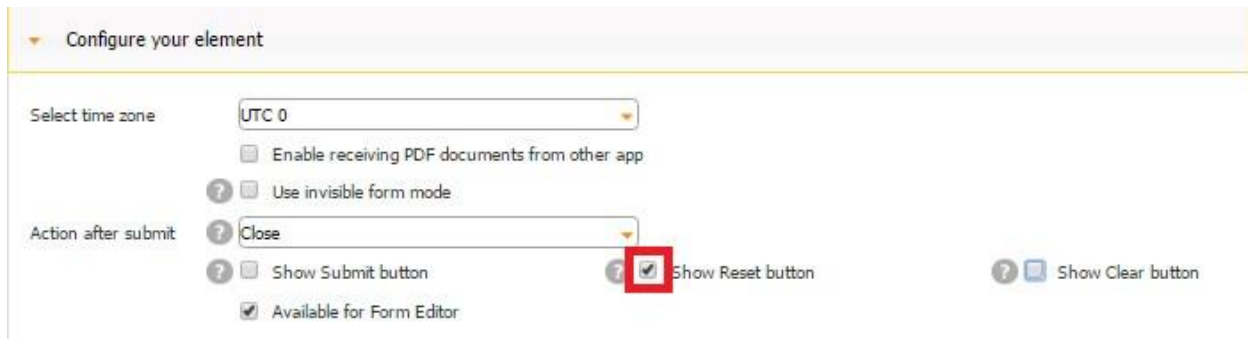 Configure your element
Select time zone UTC 0
Enable receiving PDF documents from other app
? Use invisible form mode
Action after submit ? Close
? Show Submit button ? Show Reset button ? Show Clear button
Available for Form Editor